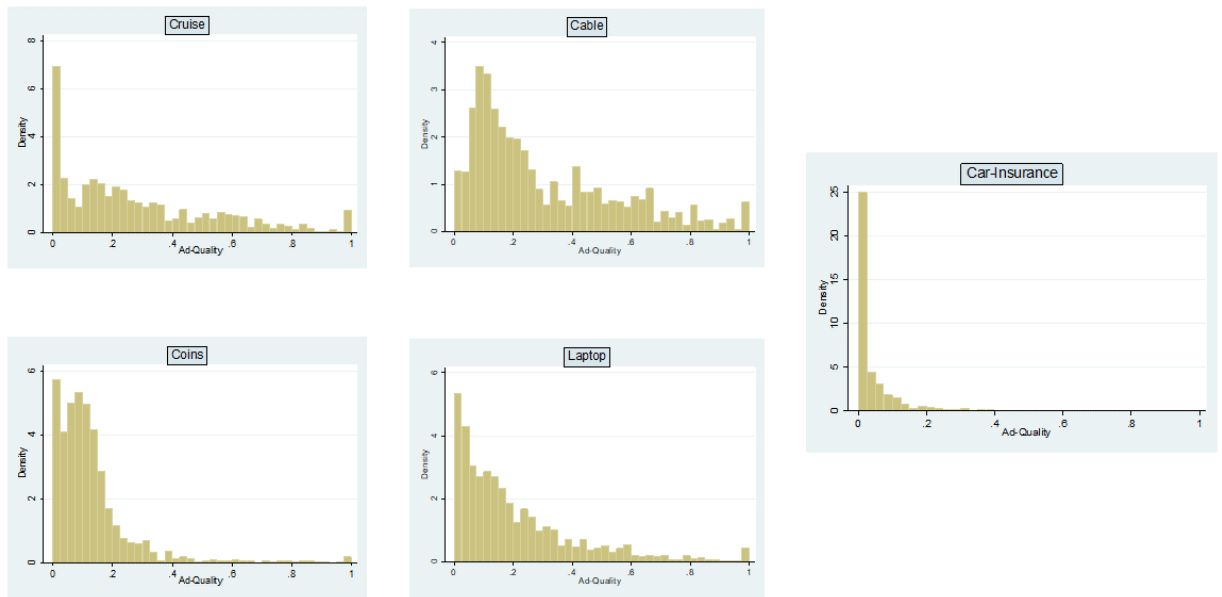 Cruise
Density
8
6
4
2
0
0 .2 .4 .6 .8 1
Ad-Quality
Cable
Density
4
3
2
1
0
0 .2 .4 .6 .8 1
Ad-Quality
Car-Insurance
Density
25
20
15
10
5
0
0 .2 .4 .6 .8 1
Ad-Quality
Coins
Density
6
4
2
0
0 .2 .4 .6 .8 1
Ad-Quality
Laptop
Density
6
4
2
0
0 .2 .4 .6 .8 1
Ad-Quality